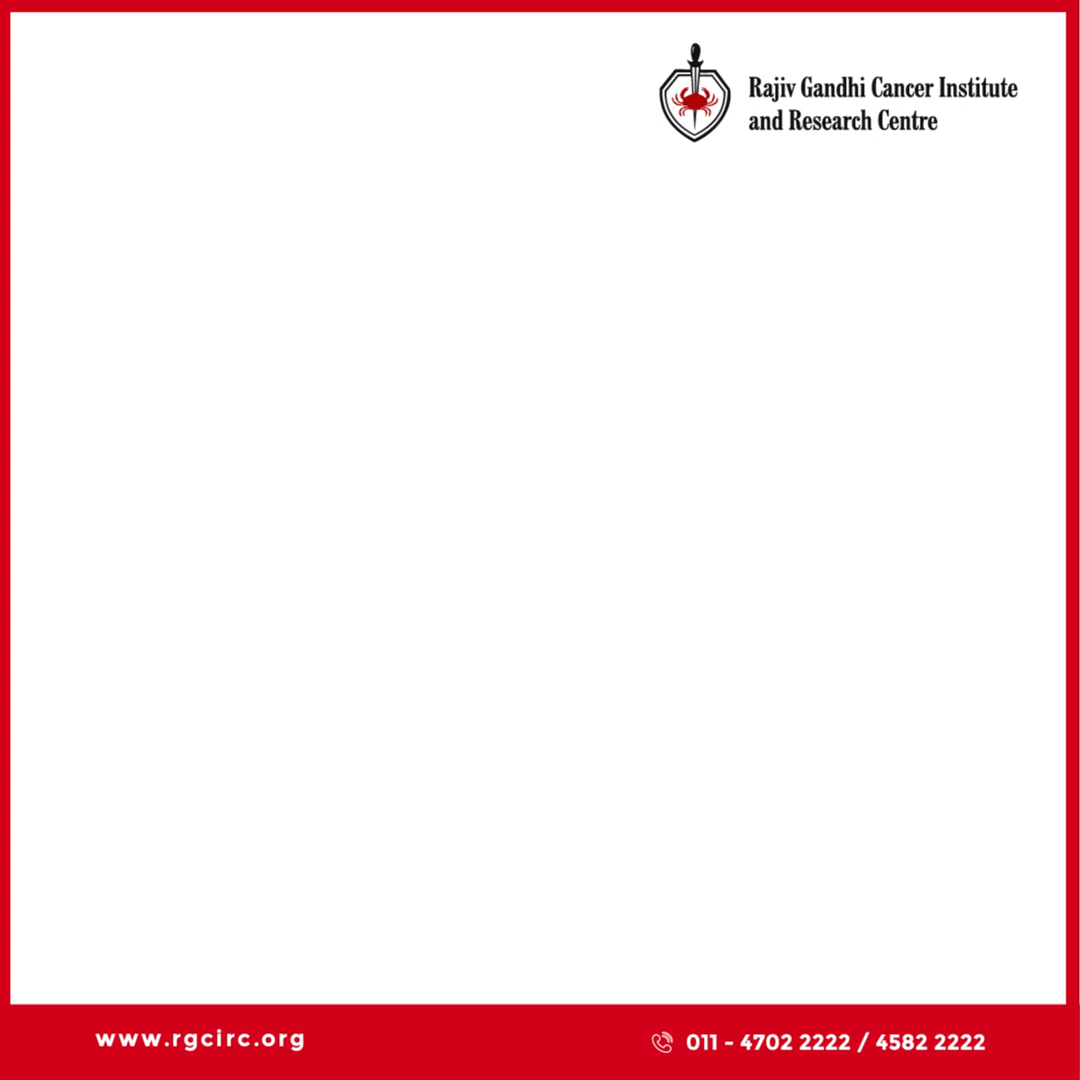 Rajiv Gandhi Cancer Institute
and Research Centre
www.rgcirc.org
011 - 4702 2222 / 4582 2222